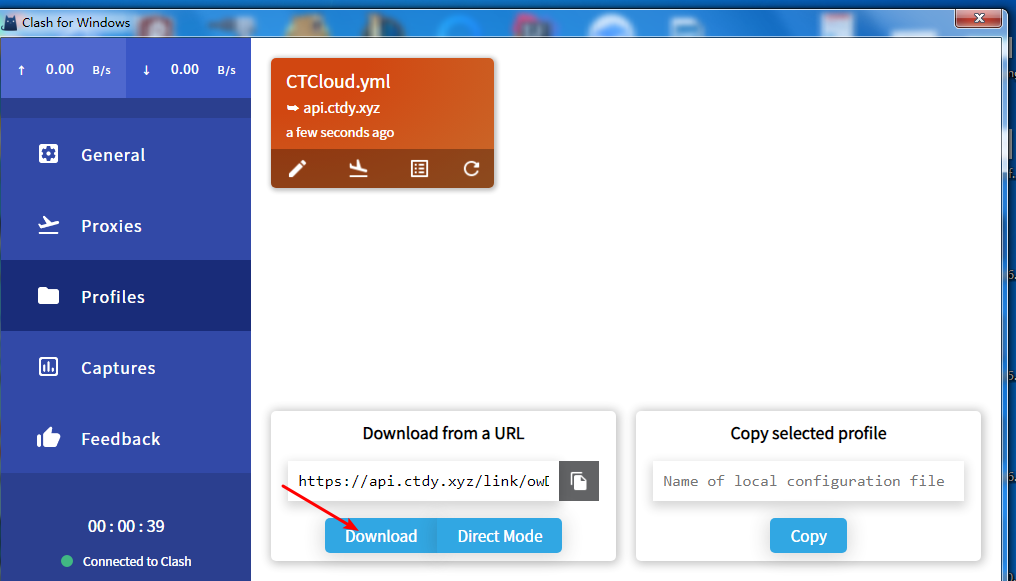 Clash for Windows
↑ 0.00 B/s ↓ 0.00 B/s
General
Proxies
Profiles
Captures
Feedback
00 : 00 : 39
Connected to Clash
CTCloud.yml
api.ctdy.xyz
a few seconds ago
Download from a URL
https://api.ctdy.xyz/link/ow
Download
Direct Mode
Copy selected profile
Name of local configuration file
Copy